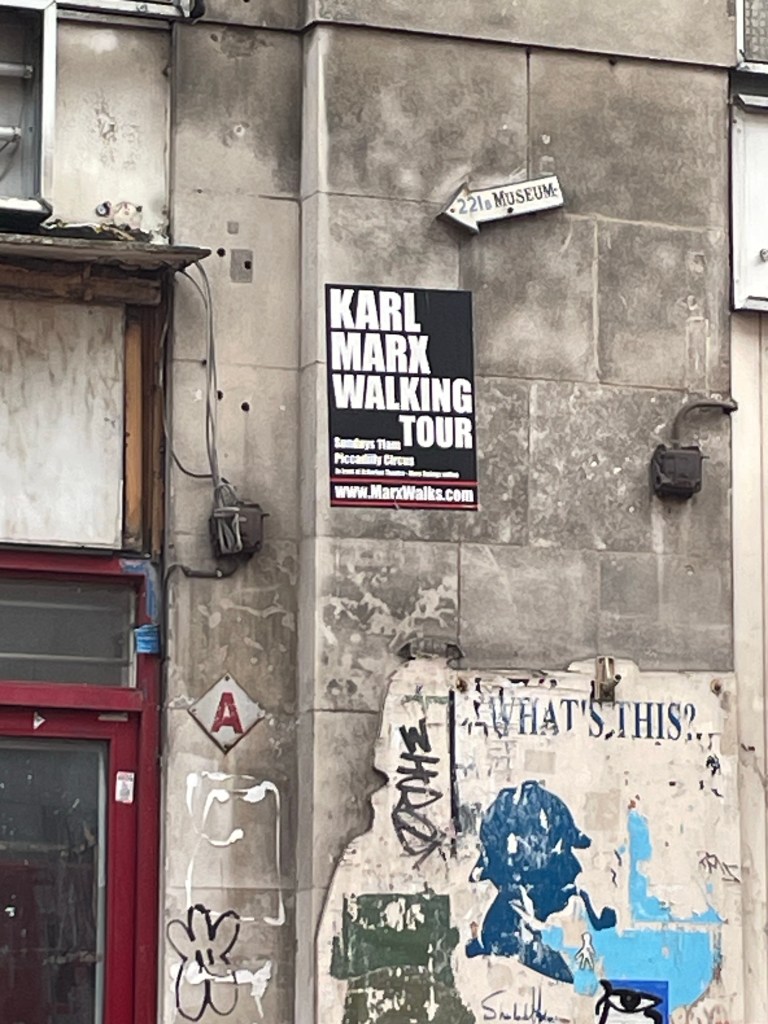 221B MUSEUM
KARL
MARX
WALKING
TOUR
Sundays 11am
Piccadilly Circus
www.MarxWalks.com
A
WHAT'S THIS?